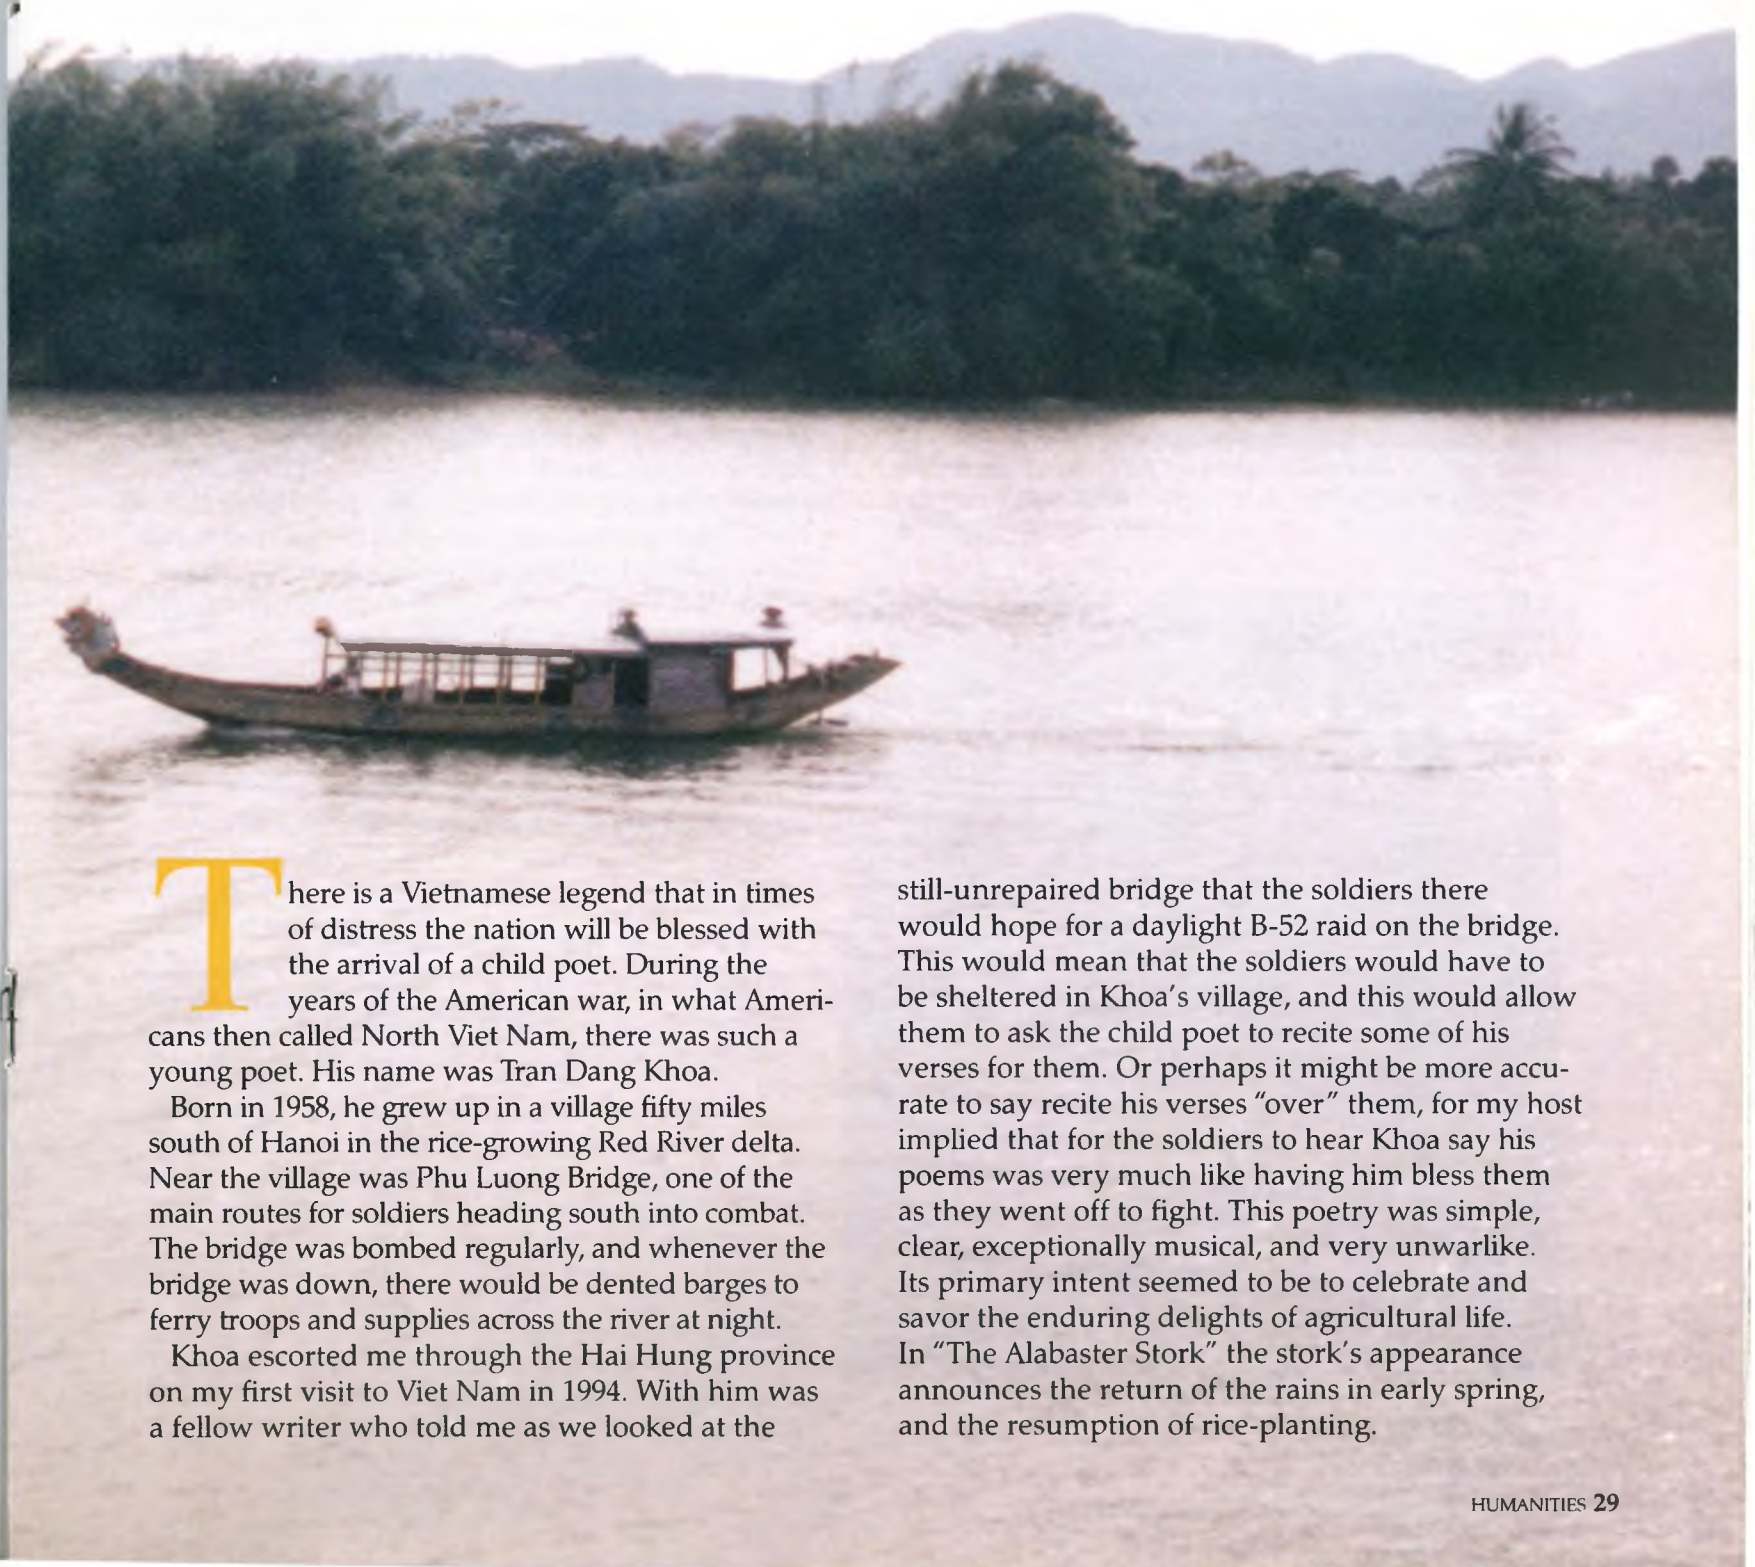 There is a Vietnamese legend that in times
of distress the nation will be blessed with
the arrival of a child poet. During the
years of the American war, in what Ameri-
cans then called North Viet Nam, there was such a
young poet. His name was Tran Dang Khoa.
Born in 1958, he grew up in a village fifty miles
south of Hanoi in the rice-growing Red River delta.
Near the village was Phu Luong Bridge, one of the
main routes for soldiers heading south into combat.
The bridge was bombed regularly, and whenever the
bridge was down, there would be dented barges to
ferry troops and supplies across the river at night.
Khoa escorted me through the Hai Hung province
on my first visit to Viet Nam in 1994. With him was
a fellow writer who told me as we looked at the
still-unrepaired bridge that the soldiers there
would hope for a daylight B-52 raid on the bridge.
This would mean that the soldiers would have to
be sheltered in Khoa's village, and this would allow
them to ask the child poet to recite some of his
verses for them. Or perhaps it might be more accu-
rate to say recite his verses "over" them, for my host
implied that for the soldiers to hear Khoa say his
poems was very much like having him bless them
as they went off to fight. This poetry was simple,
clear, exceptionally musical, and very unwarlike.
Its primary intent seemed to be to celebrate and
savor the enduring delights of agricultural life.
In "The Alabaster Stork" the stork's appearance
announces the return of the rains in early spring,
and the resumption of rice-planting.
HUMANITIES 29